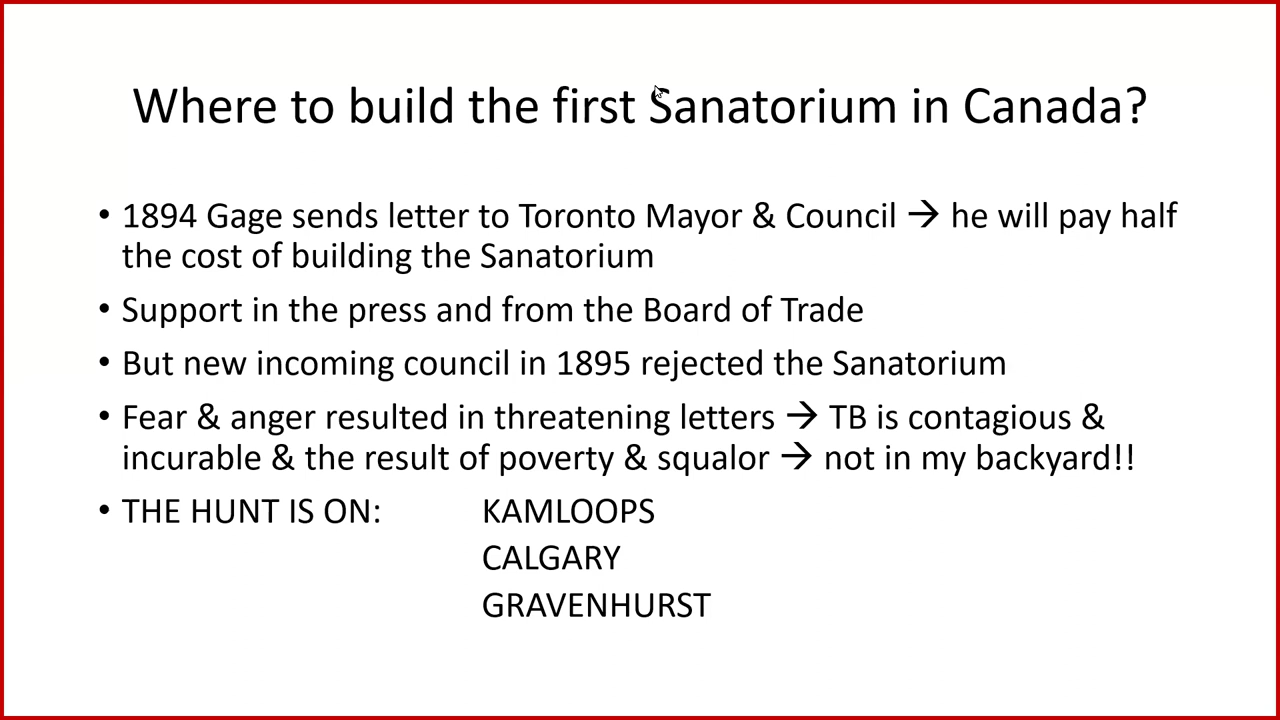 Where to build the first Sanatorium in Canada?
• 1894 Gage sends letter to Toronto Mayor & Council → he will pay half
the cost of building the Sanatorium
• Support in the press and from the Board of Trade
• But new incoming council in 1895 rejected the Sanatorium
• Fear & anger resulted in threatening letters → TB is contagious &
incurable & the result of poverty & squalor → not in my backyard!!
• THE HUNT IS ON: KAMLOOPS
CALGARY
GRAVENHURST